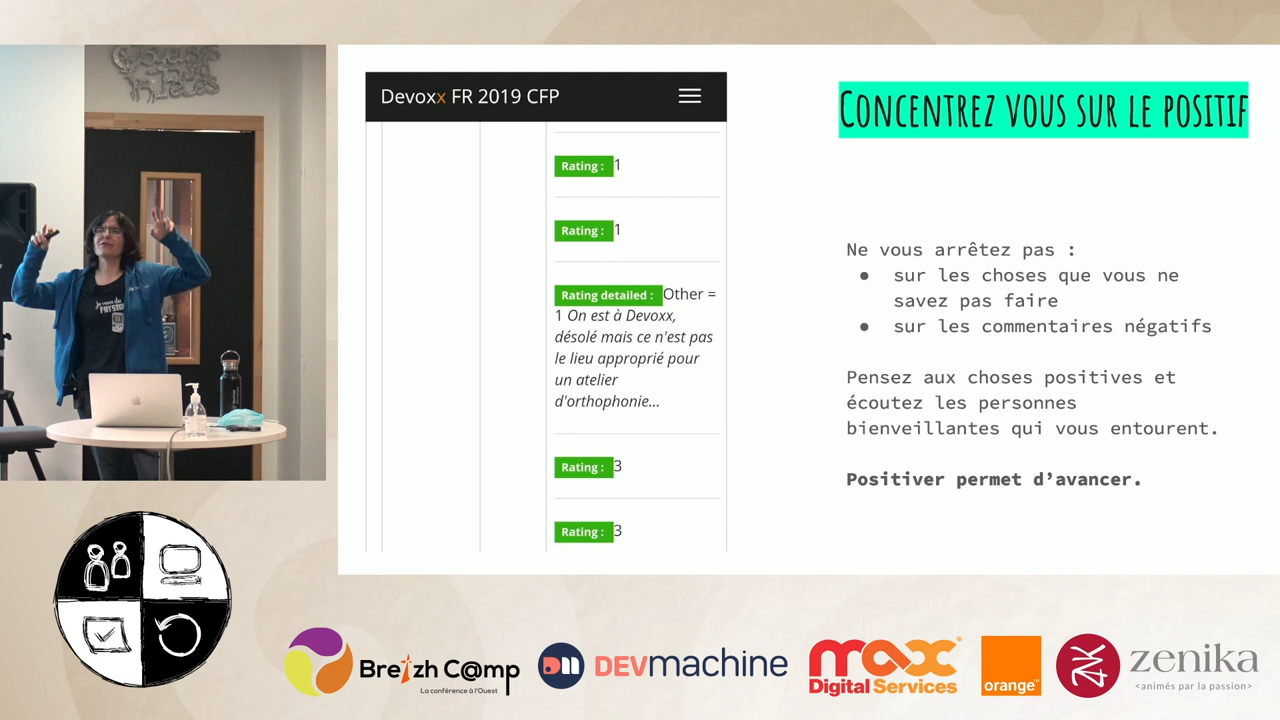 Devoxx FR 2019 CFP
Rating : 1
Rating : 1
Rating detailed : Other =
1 On est à Devoxx,
désolé mais ce n'est pas
le lieu approprié pour
un atelier
d'orthophonie...
Rating : 3
Rating : 3
Concentrez vous sur le positif
Ne vous arrêtez pas :
● sur les choses que vous ne
savez pas faire
● sur les commentaires négatifs
Pensez aux choses positives et
écoutez les personnes
bienveillantes qui vous entourent.
Positiver permet d'avancer.
Breizh C@mp
La conférence à l'Ouest
DEVmachine
max
Digital Services
orange™
zenika
<animés par la passion>